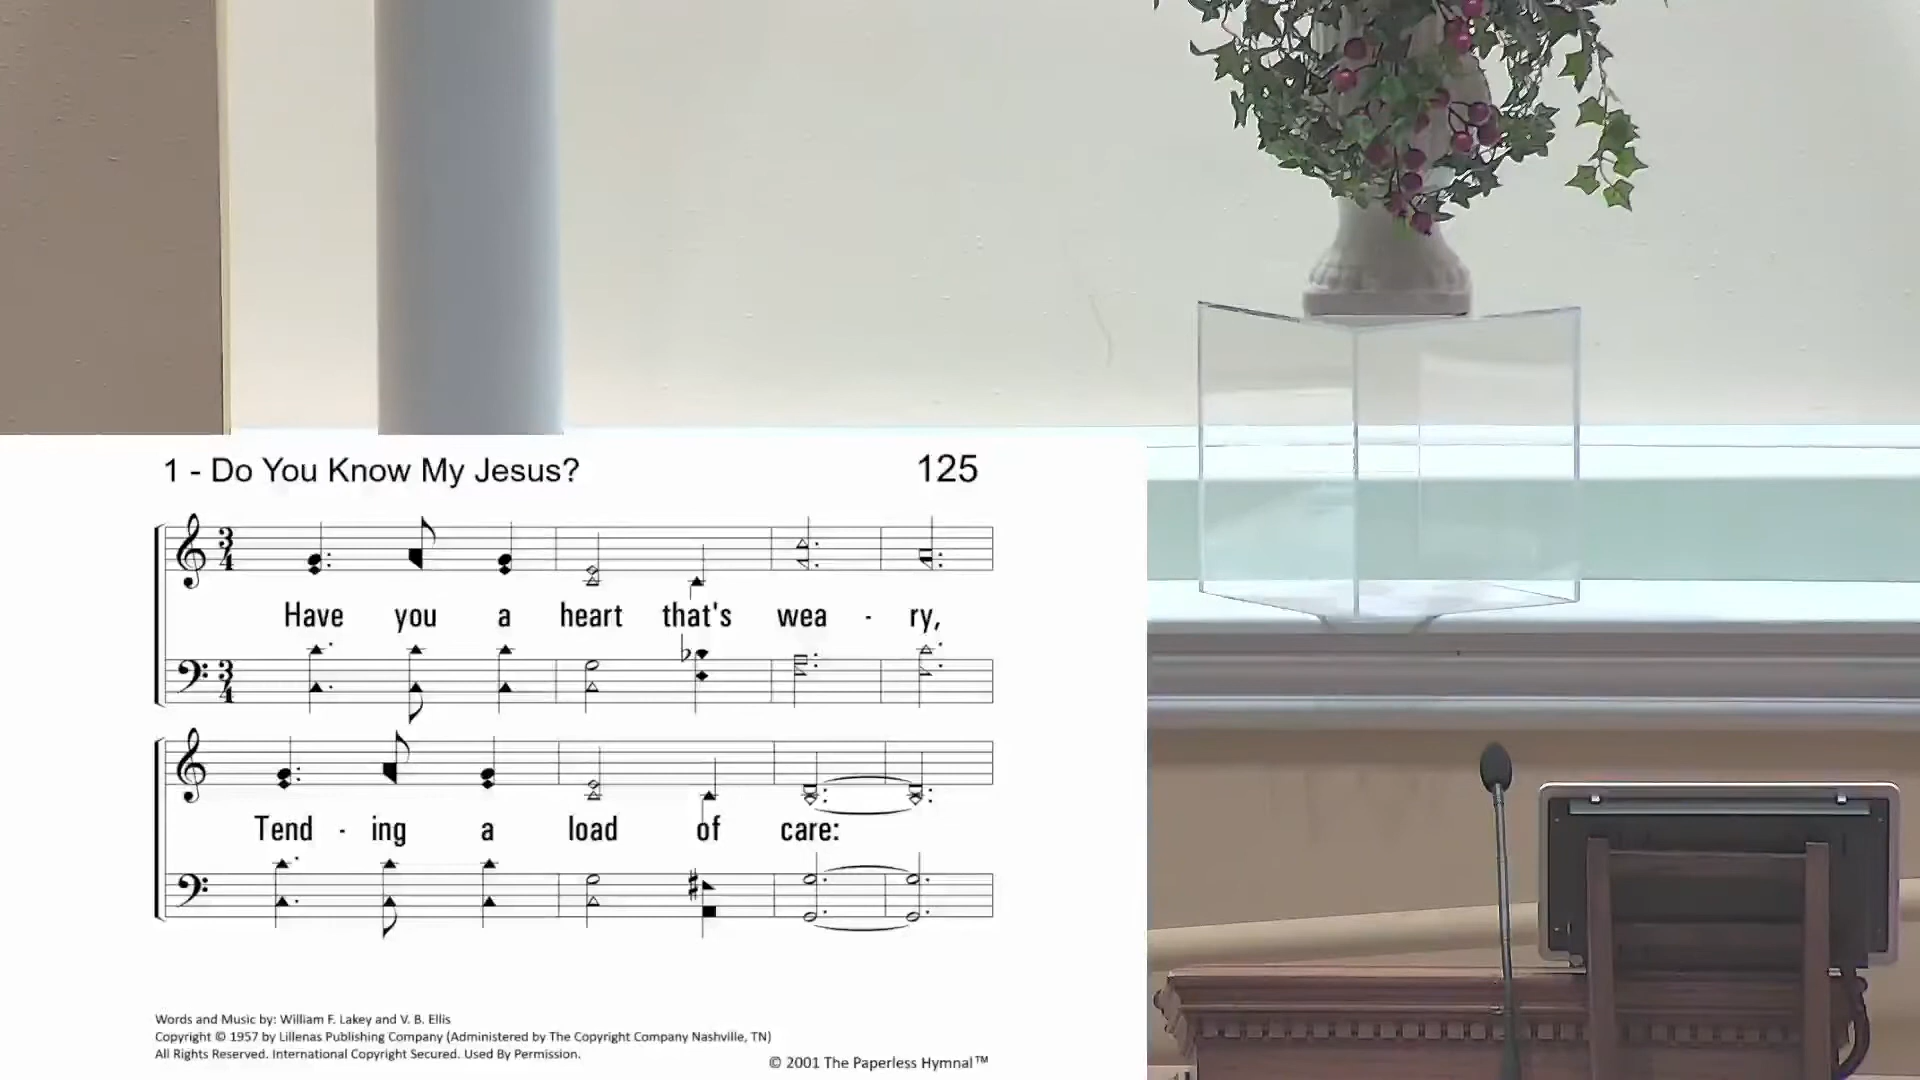 1 - Do You Know My Jesus? 125
Have you a heart that's wea - ry,
Tend - ing a load of care:
Words and Music by: William F. Lakey and V. B. Ellis
Copyright © 1957 by Lillenas Publishing Company (Administered by The Copyright Company Nashville, TN)
All Rights Reserved. International Copyright Secured. Used By Permission.
© 2001 The Paperless Hymnal™